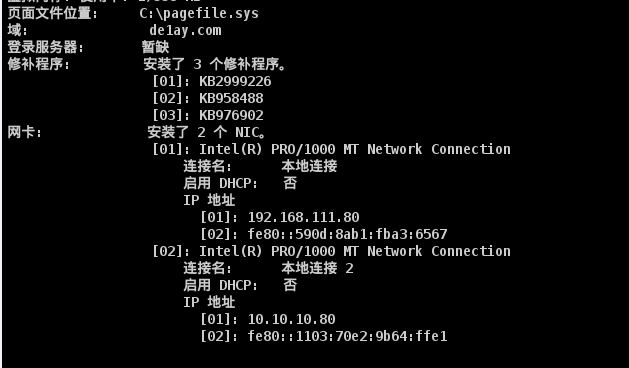 页面文件位置: C:\pagefile.sys
域: de1ay.com
登录服务器: 暂缺
修补程序: 安装了 3 个修补程序。
[01]: KB2999226
[02]: KB958488
[03]: KB976902
网卡: 安装了 2 个 NIC。
[01]: Intel(R) PRO/1000 MT Network Connection
连接名: 本地连接
启用 DHCP: 否
IP 地址
[01]: 192.168.111.80
[02]: fe80::590d:8ab1:fba3:6567
[02]: Intel(R) PRO/1000 MT Network Connection
连接名: 本地连接 2
启用 DHCP: 否
IP 地址
[01]: 10.10.10.80
[02]: fe80::1103:70e2:9b64:ffe1